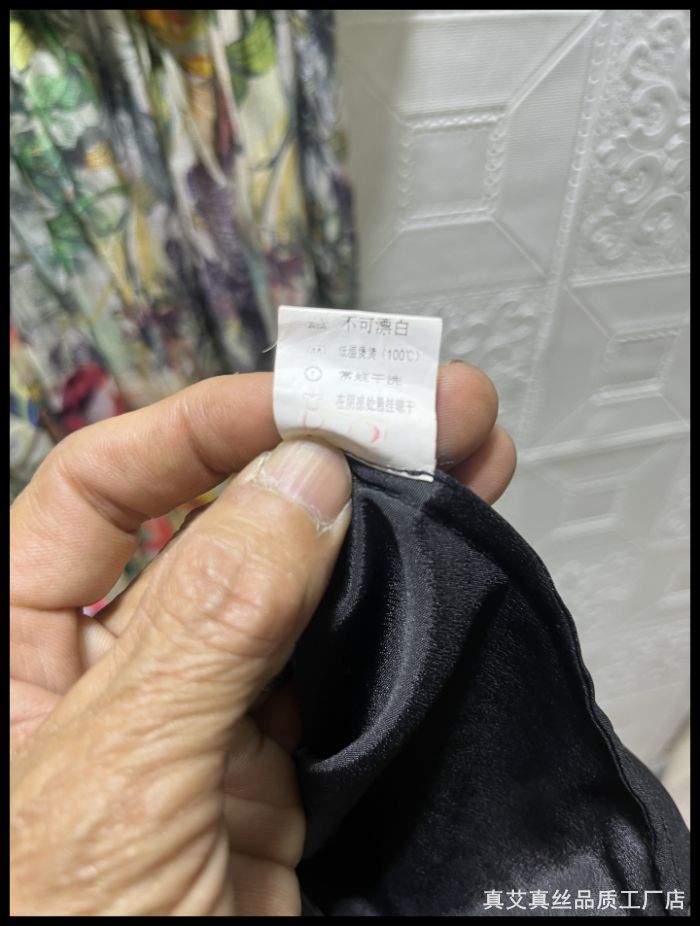 不可漂白
低温熨烫(100℃)
常规干洗
在阴凉处悬挂晾干
真艾真丝品质工厂店